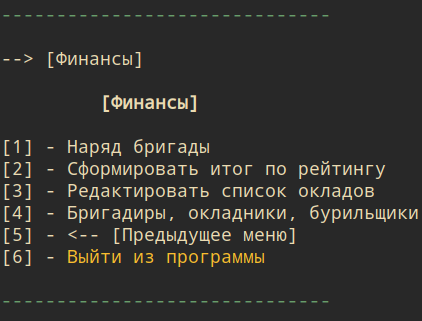 ------------------------------
--> [Финансы]
[Финансы]
[1] - Наряд бригады
[2] - Сформировать итог по рейтингу
[3] - Редактировать список окладов
[4] - Бригадиры, окладники, бурильщики
[5] - <-- [Предыдущее меню]
[6] - Выйти из программы
------------------------------